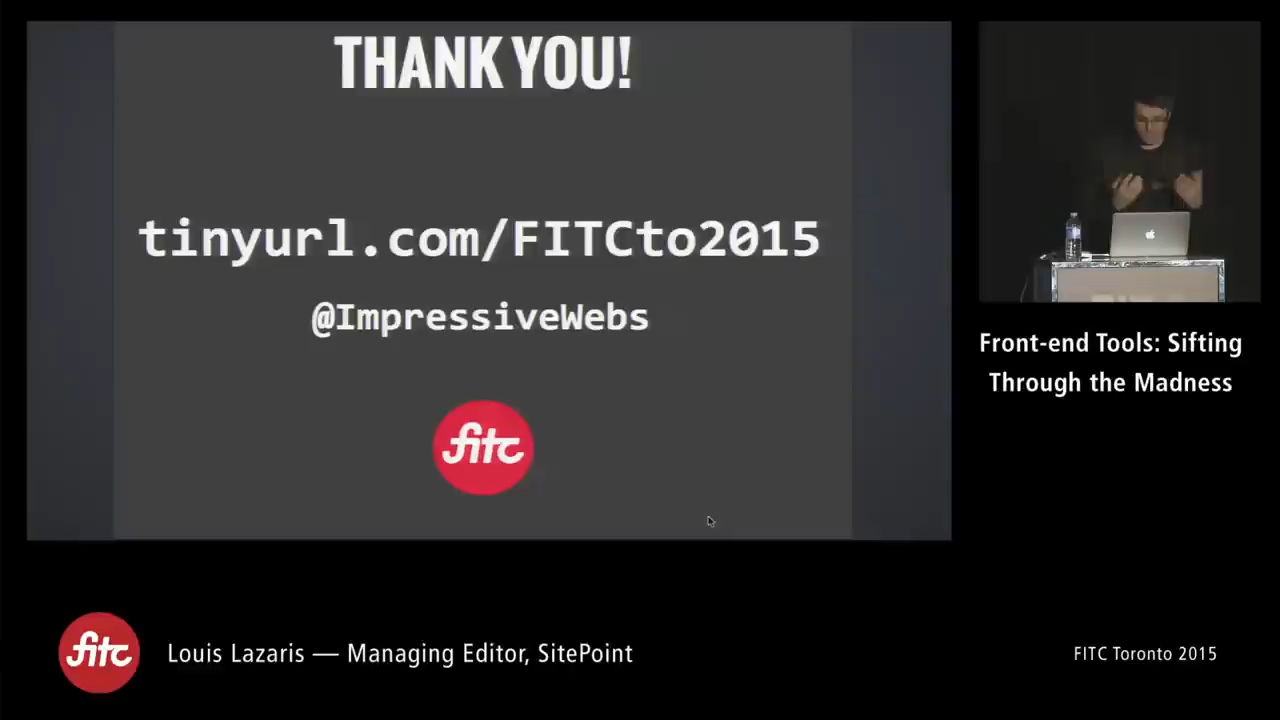 THANK YOU!
tinyurl.com/FITCto2015
@ImpressiveWebs
fitc
Front-end Tools: Sifting
Through the Madness
fitc
Louis Lazaris — Managing Editor, SitePoint
FITC Toronto 2015